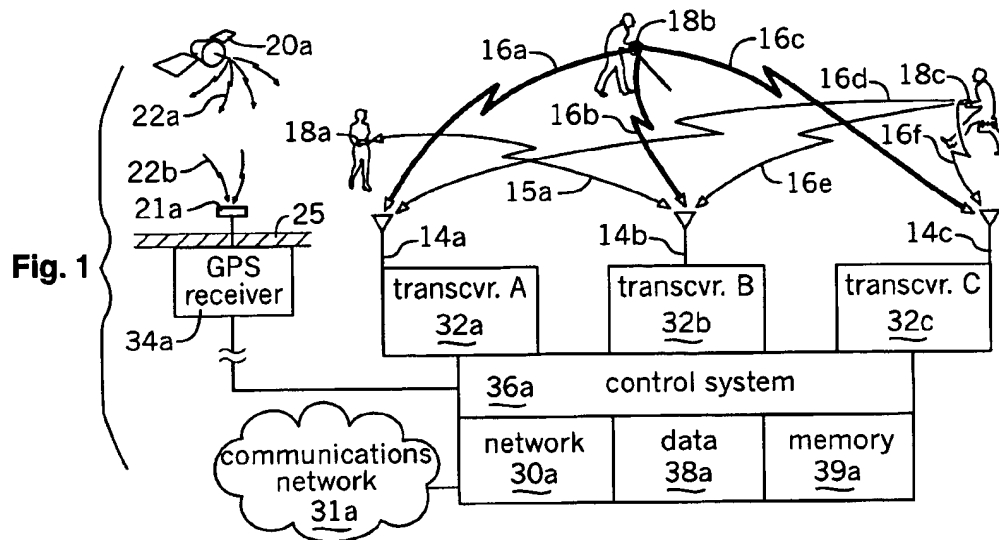 Fig. 1
20a
22a
22b
21a
25
GPS
receiver
34a
18a
16a
18b
16c
16b
16d
18c
16f
15a
16e
14a
14b
14c
transcvr. A
32a
transcvr. B
32b
transcvr. C
32c
36a control system
network
30a
data
38a
memory
39a
communications
network
31a